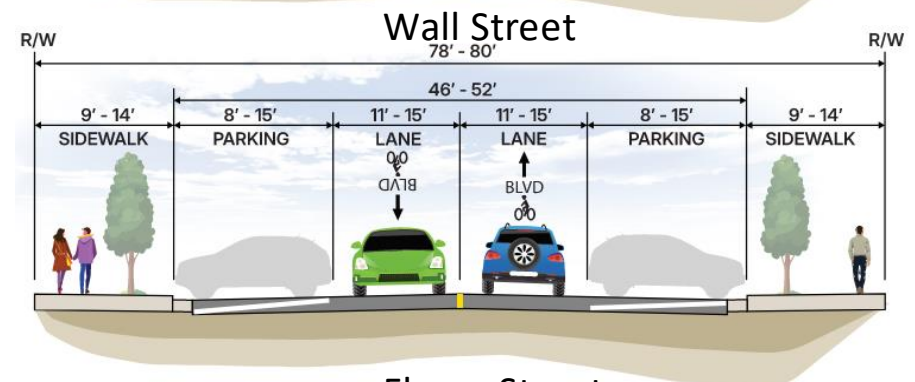 Wall Street
R/W
R/W
78' - 80'
46' - 52'
9' - 14'
8' - 15'
11' - 15'
11' - 15'
8' - 15'
9' - 14'
SIDEWALK
PARKING
LANE
LANE
PARKING
SIDEWALK
BLVD
BLVD